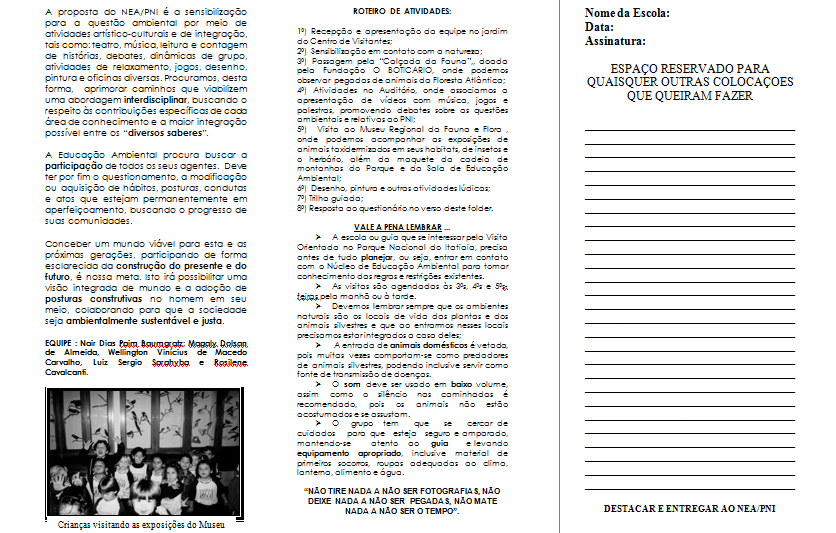 A proposta do NEA/PNI é a sensibilização
para a questão ambiental por meio de
atividades artístico-culturais e de integração,
tais como: teatro, música, leitura e contagem
de histórias, debates, dinâmicas de grupo,
atividades de relaxamento, jogos, desenho,
pintura e oficinas diversas. Procuramos, desta
forma, aprimorar caminhos que viabilizem
uma abordagem interdisciplinar, buscando o
respeito às contribuições específicas de cada
área de conhecimento e a maior integração
possível entre os "diversos saberes".
A Educação Ambiental procura buscar a
participação de todos os seus agentes. Deve
ter por fim o questionamento, a modificação
ou aquisição de hábitos, posturas, condutas
e atos que estejam permanentemente em
aperfeiçoamento, buscando o progresso de
suas comunidades.
Conceber um mundo viável para esta e as
próximas gerações, participando de forma
esclarecida da construção do presente e do
futuro, é nossa meta. Isto irá possibilitar uma
visão integrada de mundo e a adoção de
posturas construtivas no homem em seu
meio, colaborando para que a sociedade
seja ambientalmente sustentável e justa.
EQUIPE : Nair Dias Paim Baumgratz; Magaly Dolsan
de Almeida, Wellington Vinícius de Macedo
Carvalho, Luiz Sergio Sarahyba e Rosilene
Cavalcanti.
Crianças visitando as exposições do Museu
ROTEIRO DE ATIVIDADES:
1º) Recepção e apresentação da equipe no jardim
do Centro de Visitantes;
2º) Sensibilização em contato com a natureza;
3º) Passagem pela "Calçada da Fauna", doada
pela Fundação O BOTICÁRIO, onde podemos
observar pegadas de animais da Floresta Atlântica;
4º) Atividades no Auditório, onde associamos a
apresentação de vídeos com música, jogos e
palestras, promovendo debates sobre as questões
ambientais e relativas ao PNI;
5º) Visita ao Museu Regional da Fauna e Flora ,
onde podemos acompanhar as exposições de
animais taxidermizados em seus habitats, de insetos e
o herbário, além da maquete da cadeia de
montanhas do Parque e da Sala de Educação
Ambiental;
6º) Desenho, pintura e outras atividades lúdicas;
7º) Trilha guiada;
8º) Resposta ao questionário no verso deste folder.
VALE A PENA LEMBRAR ...
➢ A escola ou guia que se interessar pela Visita
Orientada no Parque Nacional do Itatiaia, precisa
antes de tudo planejar, ou seja, entrar em contato
com o Núcleo de Educação Ambiental para tomar
conhecimento das regras e restrições existentes.
➢ As visitas são agendadas às 3ªs, 4ªs e 5ªs,
feiras pela manhã ou à tarde.
➢ Devemos lembrar sempre que os ambientes
naturais são os locais de vida das plantas e dos
animais silvestres e que ao entrarmos nesses locais
precisamos estar integrados a caso deles;
➢ A entrada de animais domésticos é vetada,
pois muitas vezes comportam-se como predadores
de animais silvestres, podendo inclusive servir como
fonte de transmissão de doenças.
➢ O som deve ser usado em baixo volume,
assim como o silêncio nas caminhadas é
recomendado, pois os animais não estão
acostumados e se assustam.
➢ O grupo tem que se cercar de
cuidados para que esteja seguro e amparado,
mantendo-se atento ao guia e levando
equipamento apropriado, inclusive material de
primeiros socorros, roupas adequadas ao clima,
lanterna, alimento e água.
"NÃO TIRE NADA A NÃO SER FOTOGRAFIAS, NÃO
DEIXE NADA A NÃO SER PEGADAS, NÃO MATE
NADA A NÃO SER O TEMPO".
Nome da Escola:
Data:
Assinatura:
ESPAÇO RESERVADO PARA
QUAISQUER OUTRAS COLOCAÇOES
QUE QUEIRAM FAZER
DESTACAR E ENTREGAR AO NEA/PNI